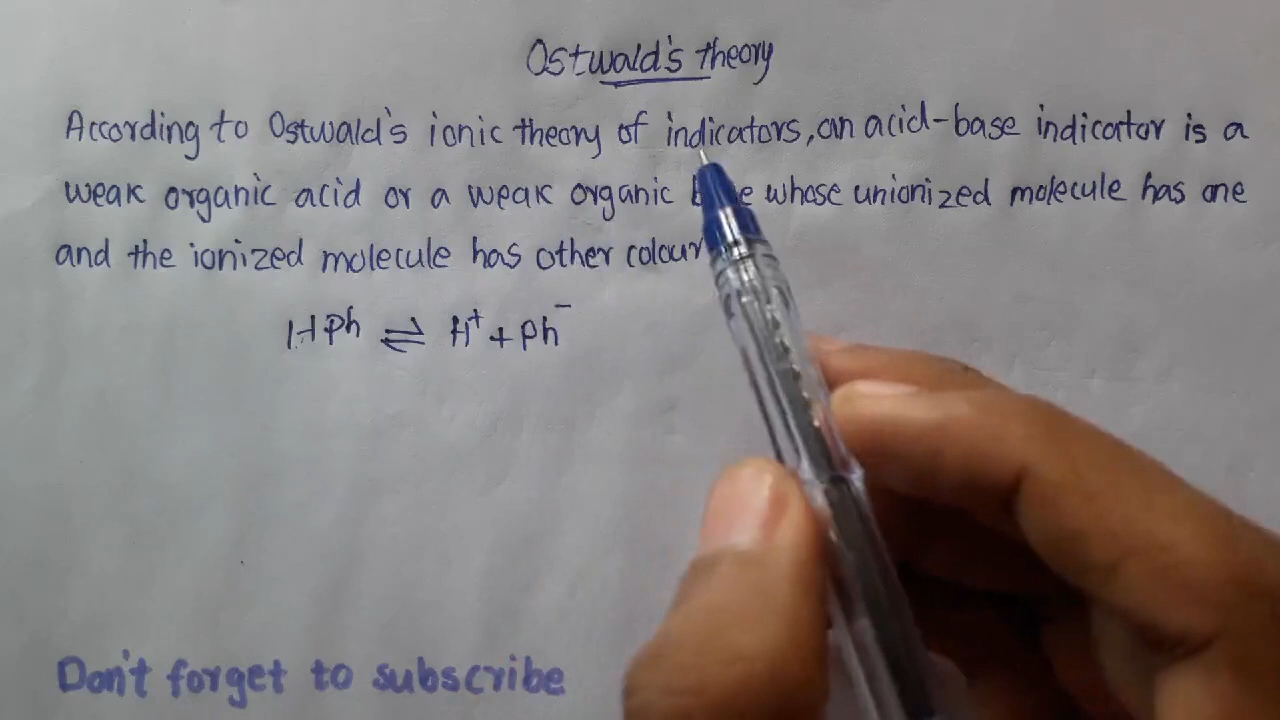 Ostwald's theory
According to Ostwald's ionic theory of indicators, an acid-base indicator is a
weak organic acid or a weak organic whose unionized molecule has one
and the ionized molecule has other colour
HPh ⇌ H⁺ + Ph⁻
Don't forget to subscribe